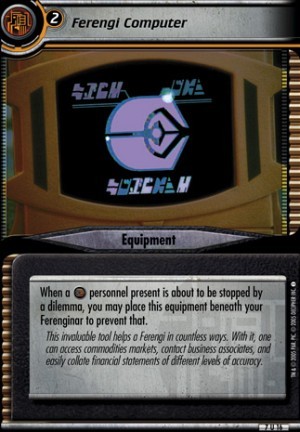 2 Ferengi Computer
Equipment
When a personnel present is about to be stopped by
a dilemma, you may place this equipment beneath your
Ferenginar to prevent that.
This invaluable tool helps a Ferengi in countless ways. With it, one
can access commodities markets, contact business associates, and
easily collate financial statements of different levels of accuracy.